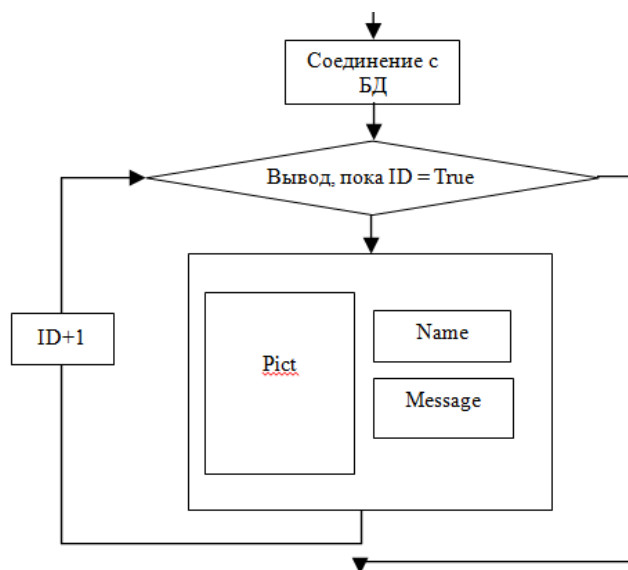 Соединение с
БД
Вывод, пока ID = True
Name
ID+1
Pict
Message